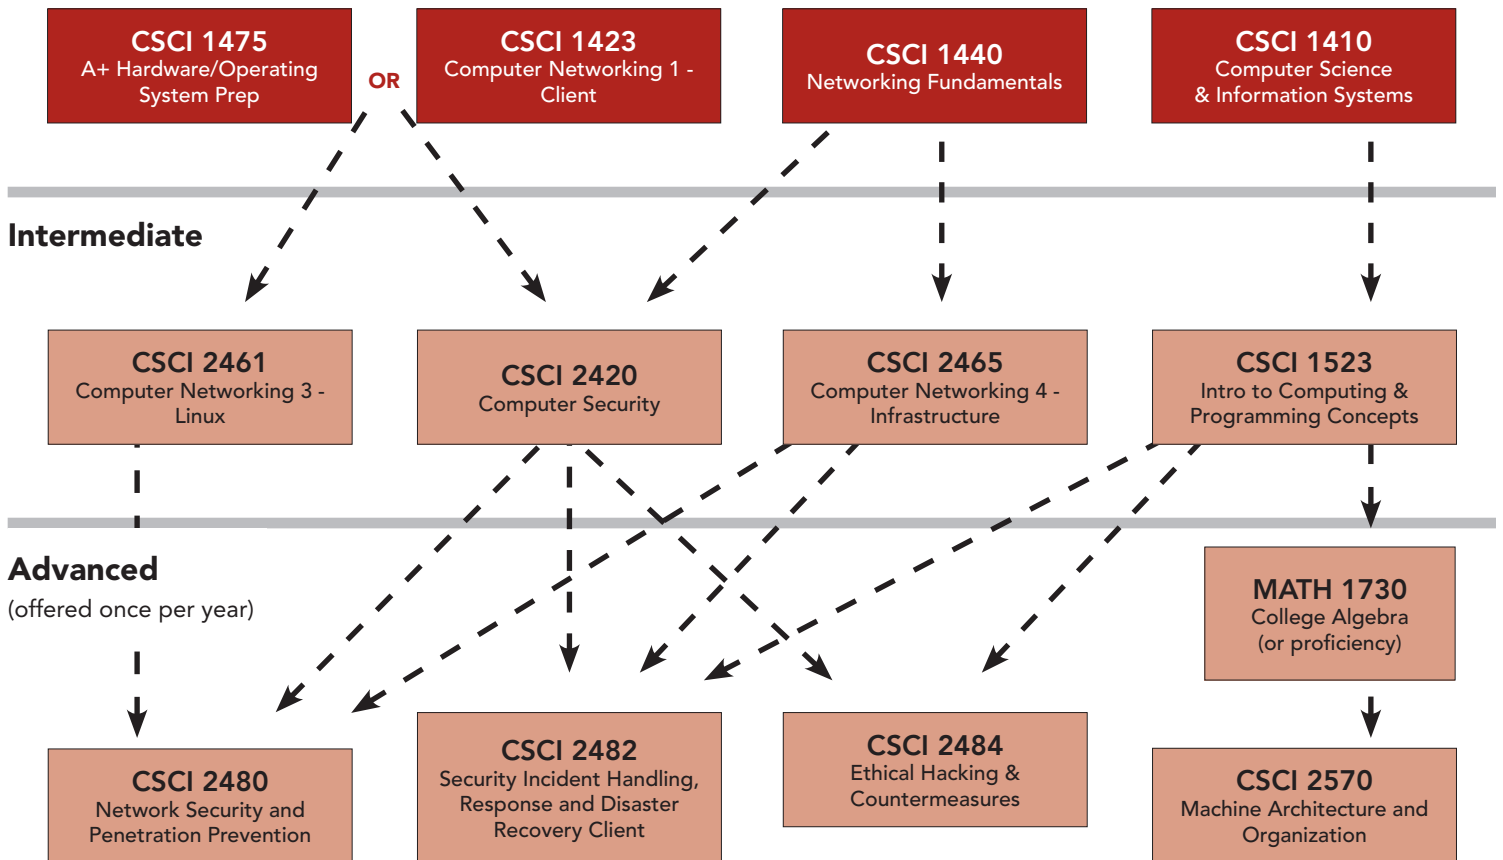 CSCI 1475
A+ Hardware/Operating
System Prep
OR
CSCI 1423
Computer Networking 1 -
Client
CSCI 1440
Networking Fundamentals
CSCI 1410
Computer Science
& Information Systems
Intermediate
CSCI 2461
Computer Networking 3 -
Linux
CSCI 2420
Computer Security
CSCI 2465
Computer Networking 4 -
Infrastructure
CSCI 1523
Intro to Computing &
Programming Concepts
Advanced
(offered once per year)
MATH 1730
College Algebra
(or proficiency)
CSCI 2480
Network Security and
Penetration Prevention
CSCI 2482
Security Incident Handling,
Response and Disaster
Recovery Client
CSCI 2484
Ethical Hacking &
Countermeasures
CSCI 2570
Machine Architecture and
Organization